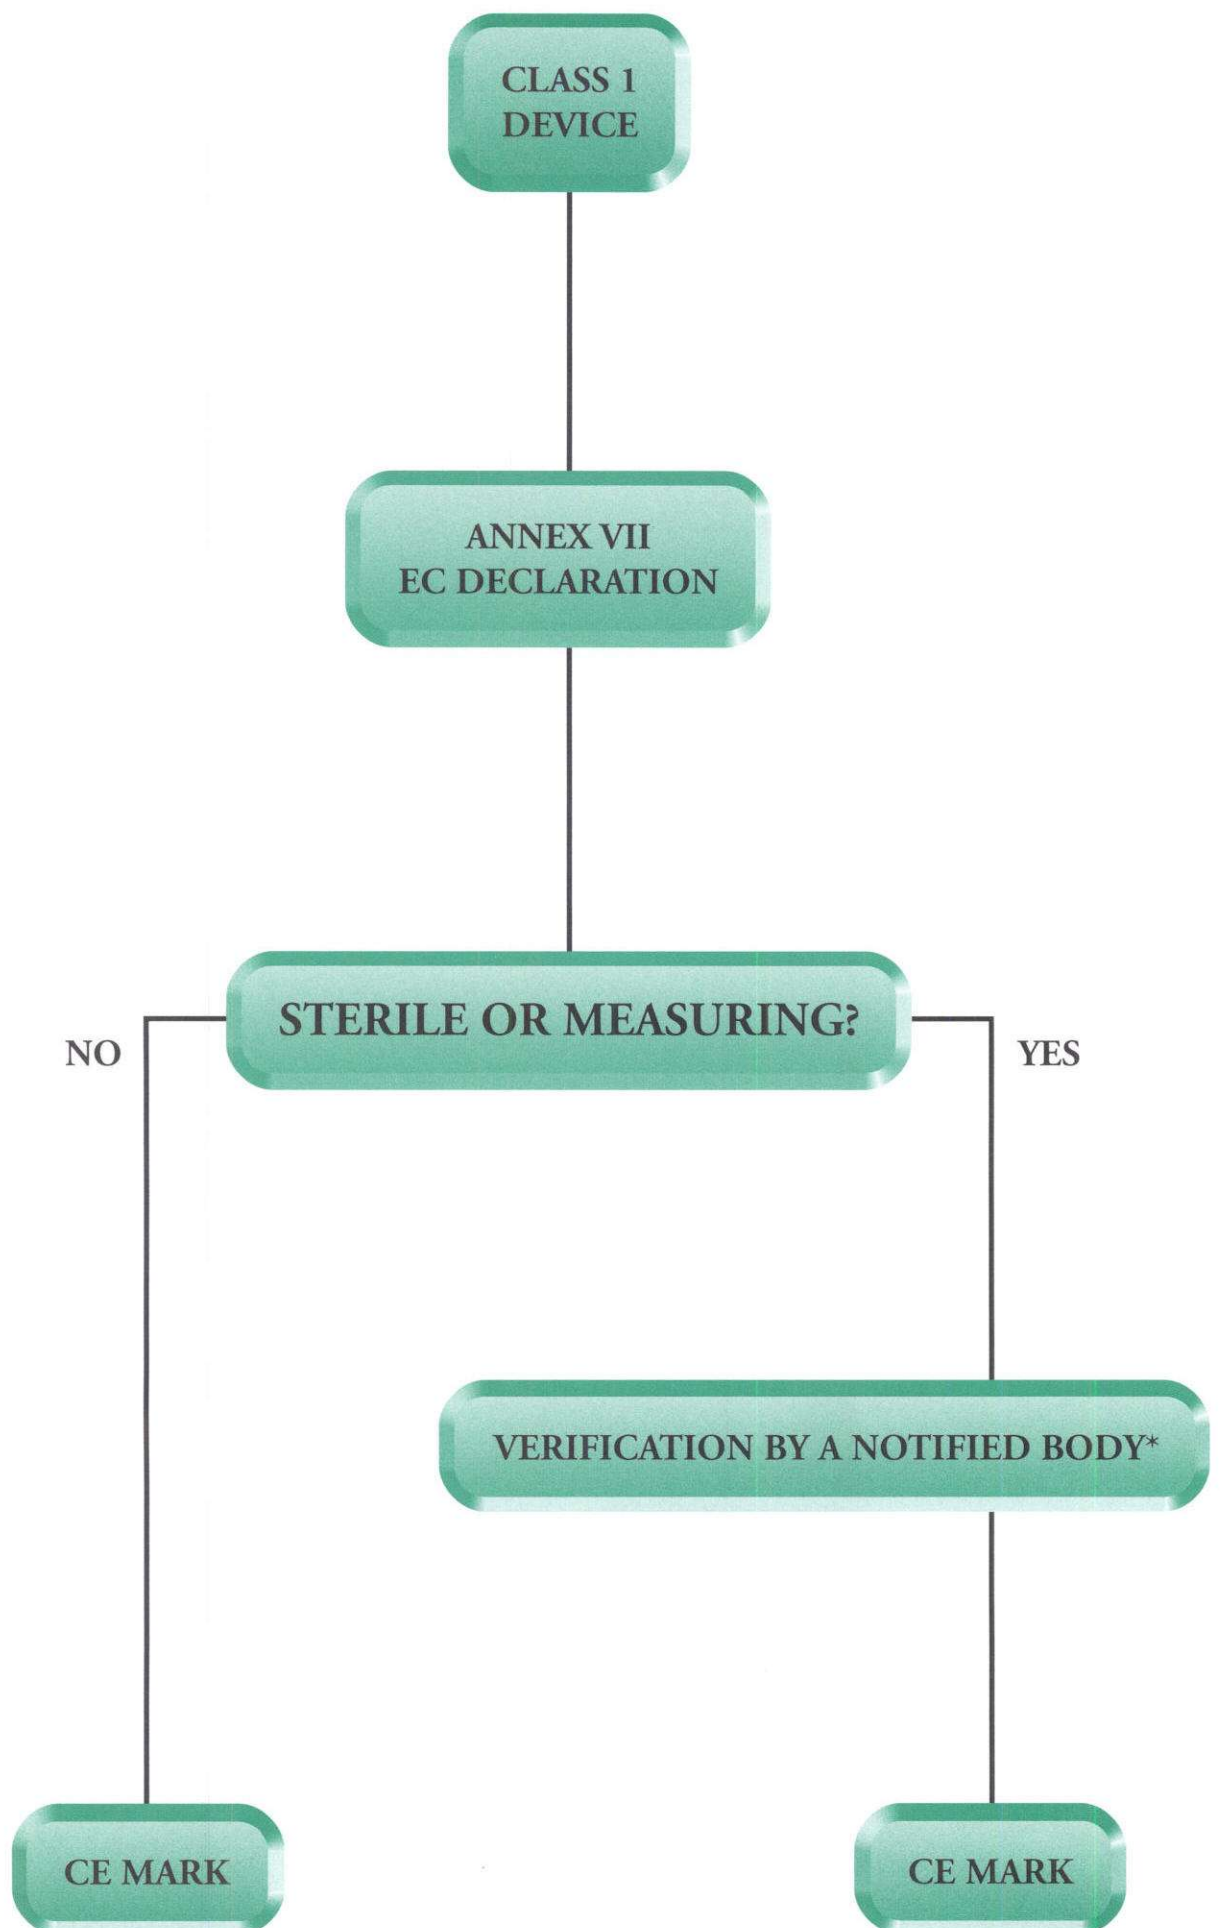 CLASS 1
DEVICE
ANNEX VII
EC DECLARATION
STERILE OR MEASURING?
NO
YES
VERIFICATION BY A NOTIFIED BODY*
CE MARK
CE MARK